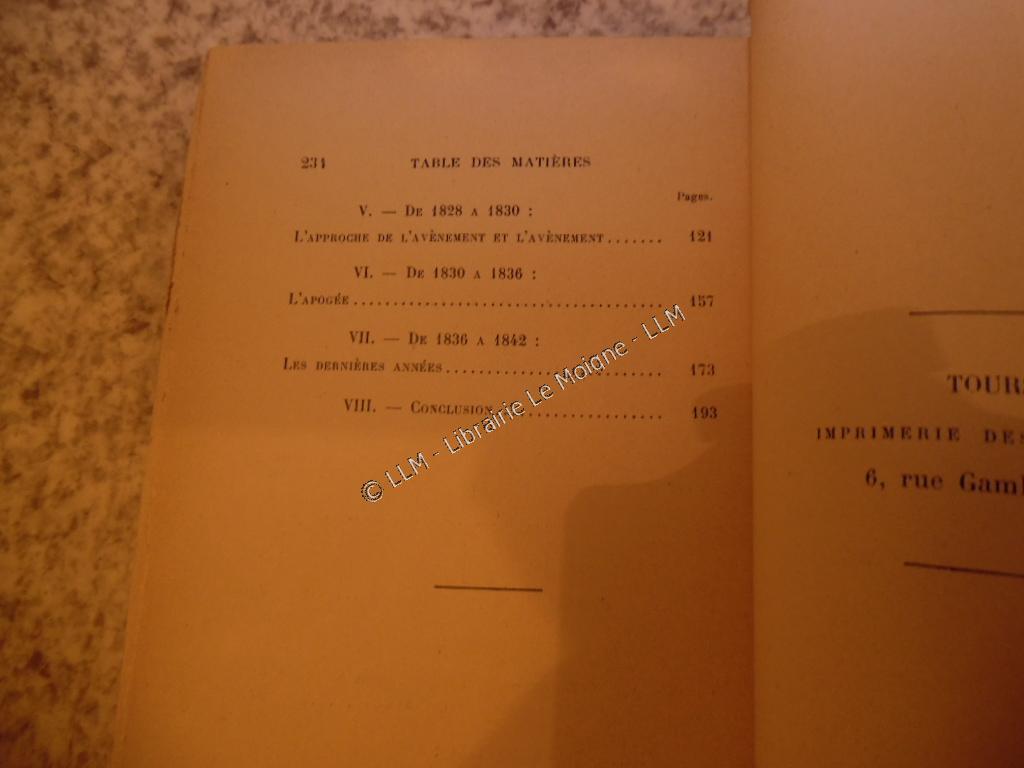 234 TABLE DES MATIÈRES
Pages.
V. — De 1828 a 1830 :
L'approche de l'avènement et l'avènement....... 121
VI. — De 1830 a 1836 :
L'apogée....................................... 157
VII. — De 1836 a 1842 :
Les dernières années........................... 173
VIII. — Conclusion..................... 193
© LLM - Librairie Le Moigne - LLM
TOUR
IMPRIMERIE DES
6, rue Gamb